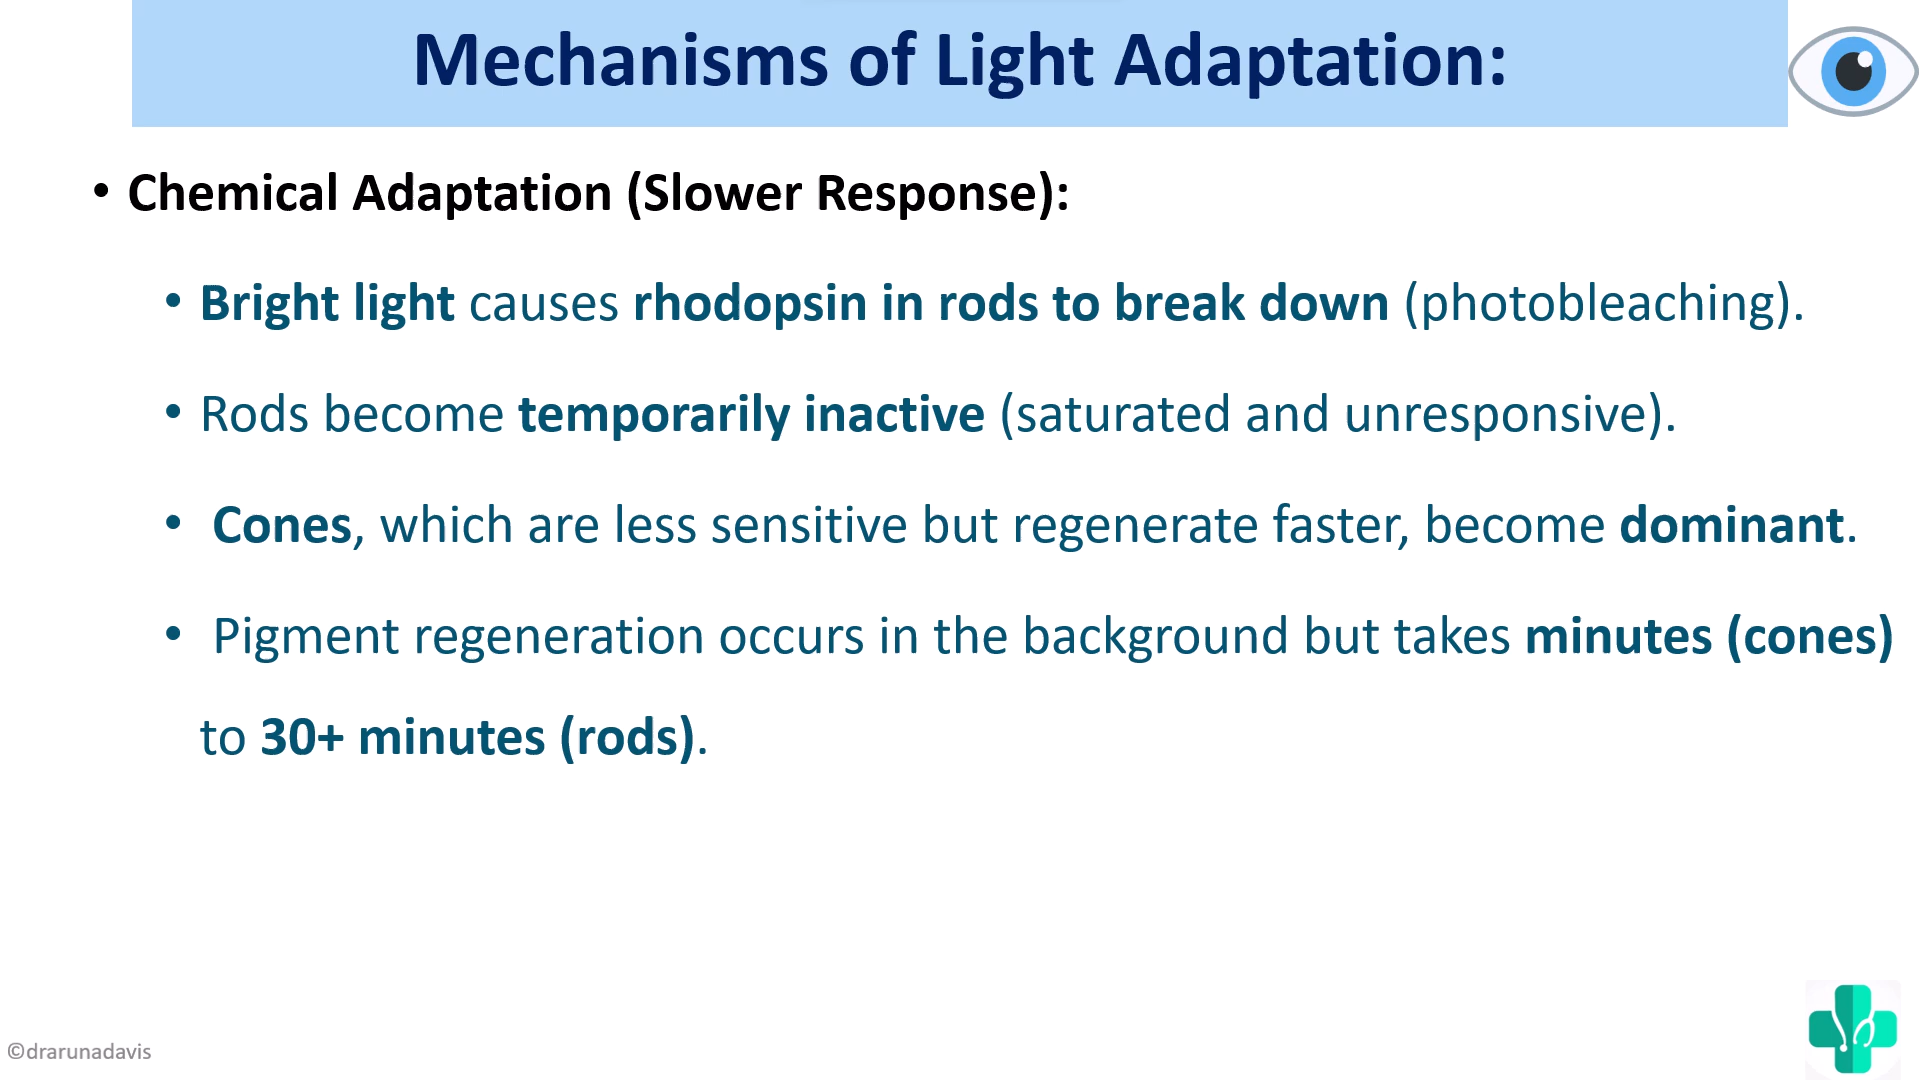 Mechanisms of Light Adaptation:
• Chemical Adaptation (Slower Response):
• Bright light causes rhodopsin in rods to break down (photobleaching).
• Rods become temporarily inactive (saturated and unresponsive).
• Cones, which are less sensitive but regenerate faster, become dominant.
• Pigment regeneration occurs in the background but takes minutes (cones)
to 30+ minutes (rods).
©drarunadavis